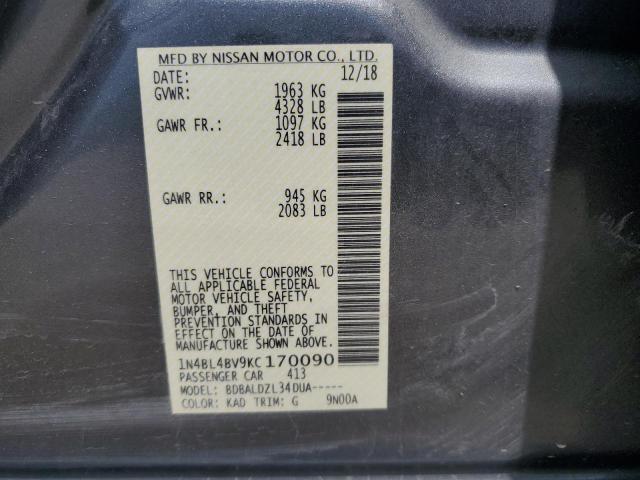 MFD BY NISSAN MOTOR CO., LTD.
DATE: 12/18
GVWR: 1963 KG
4328 LB
GAWR FR.: 1097 KG
2418 LB
GAWR RR.: 945 KG
2083 LB
THIS VEHICLE CONFORMS TO
ALL APPLICABLE FEDERAL
MOTOR VEHICLE SAFETY,
BUMPER, AND THEFT
PREVENTION STANDARDS IN
EFFECT ON THE DATE OF
MANUFACTURE SHOWN ABOVE.
1N4BL4BV9KC170090
PASSENGER CAR 413
MODEL: BDBALDZL34DUA-----
COLOR: KAD TRIM: G 9N00A